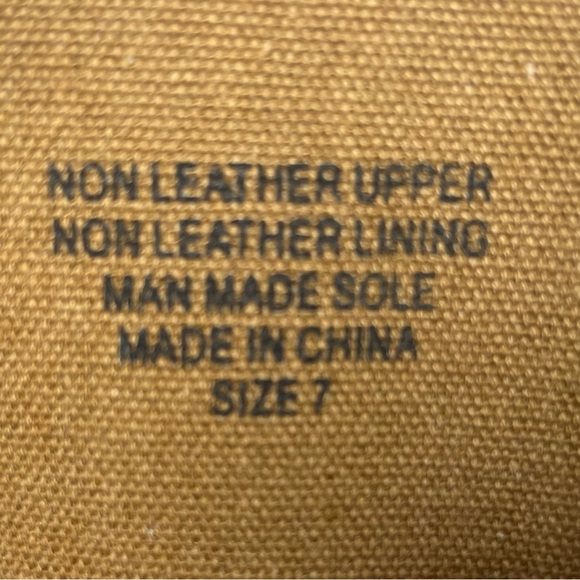 NON LEATHER UPPER
NON LEATHER LINING
MAN MADE SOLE
MADE IN CHINA
SIZE 7